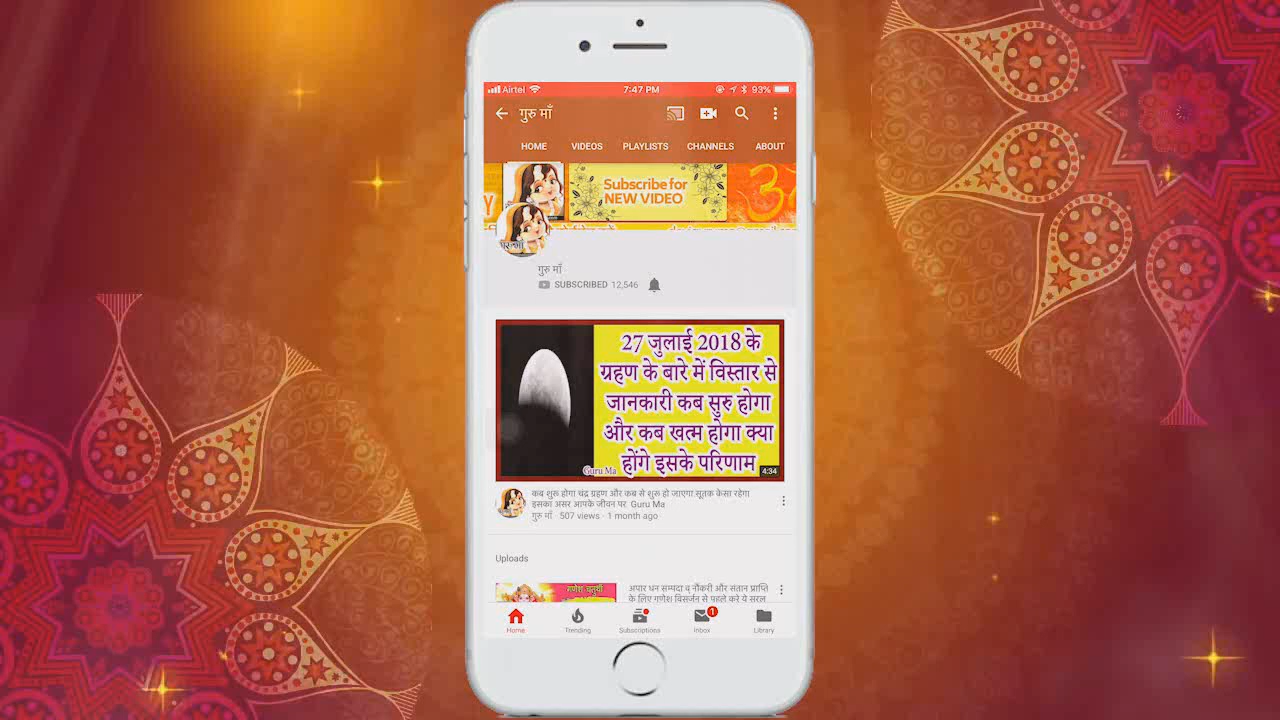 Airtel 7:47 PM 93%
गुरु माँ
HOME VIDEOS PLAYLISTS CHANNELS ABOUT
Subscribe for
NEW VIDEO
ॐ
गुरु माँ
गुरु माँ
SUBSCRIBED 12,546
27 जुलाई 2018 के
ग्रहण के बारे में विस्तार से
जानकारी कब सुरु होगा
और कब खत्म होगा क्या
होंगे इसके परिणाम
Guru Ma
4:34
कब शुरू होगा चंद्र ग्रहण और कब से शुरू हो जाएगा सूतक केसा रहेगा
इसका असर आपके जीवन पर Guru Ma
गुरु माँ · 507 views · 1 month ago
Uploads
गणेश चतुर्थी
अपार धन सम्पदा व् नौंकरी और संतान प्राप्ति
के लिए गणेश बिसर्जन से पहले करे ये सरल
1
Home Trending Subscriptions Inbox Library